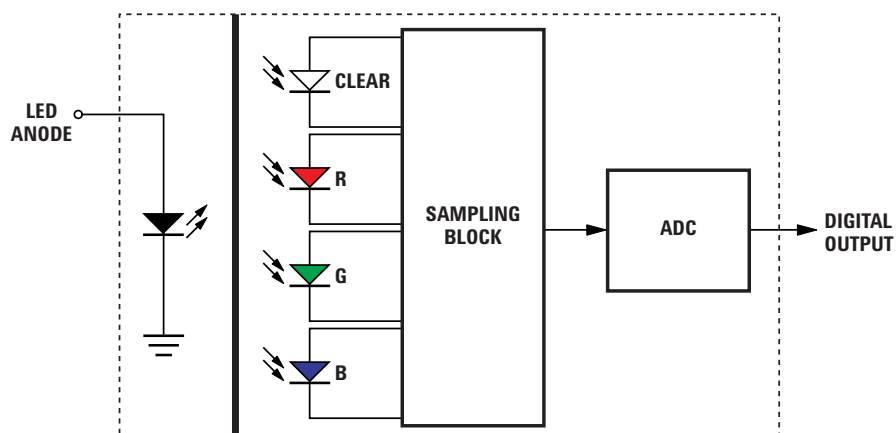 LED
ANODE
CLEAR
R
G
B
SAMPLING
BLOCK
ADC
DIGITAL
OUTPUT